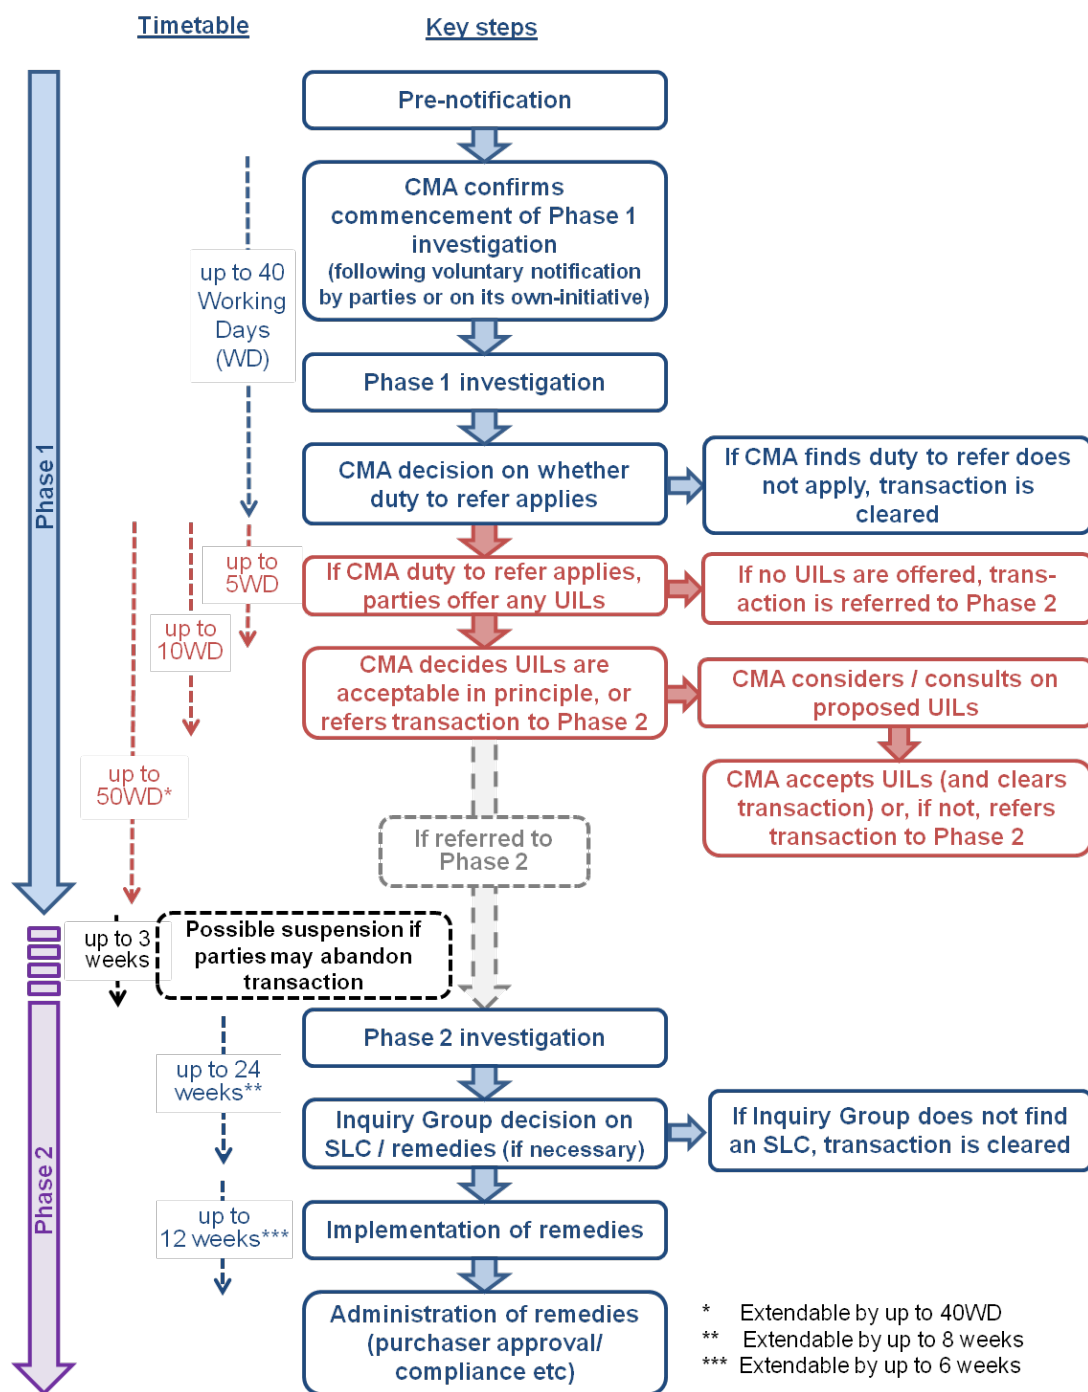 Timetable
Key steps
Pre-notification
CMA confirms
commencement of Phase 1
investigation
(following voluntary notification
by parties or on its own-initiative)
up to 40
Working
Days
(WD)
Phase 1 investigation
Phase 1
CMA decision on whether
duty to refer applies
If CMA finds duty to refer does
not apply, transaction is
cleared
up to
5WD
If CMA duty to refer applies,
parties offer any UILs
If no UILs are offered, trans-
action is referred to Phase 2
up to
10WD
CMA decides UILs are
acceptable in principle, or
refers transaction to Phase 2
CMA considers / consults on
proposed UILs
up to
50WD*
CMA accepts UILs (and clears
transaction) or, if not, refers
transaction to Phase 2
If referred to
Phase 2
up to 3
weeks
Possible suspension if
parties may abandon
transaction
Phase 2 investigation
up to 24
weeks**
Inquiry Group decision on
SLC / remedies (if necessary)
If Inquiry Group does not find
an SLC, transaction is cleared
Phase 2
up to
12 weeks***
Implementation of remedies
Administration of remedies
(purchaser approval/
compliance etc)
* Extendable by up to 40WD
** Extendable by up to 8 weeks
*** Extendable by up to 6 weeks